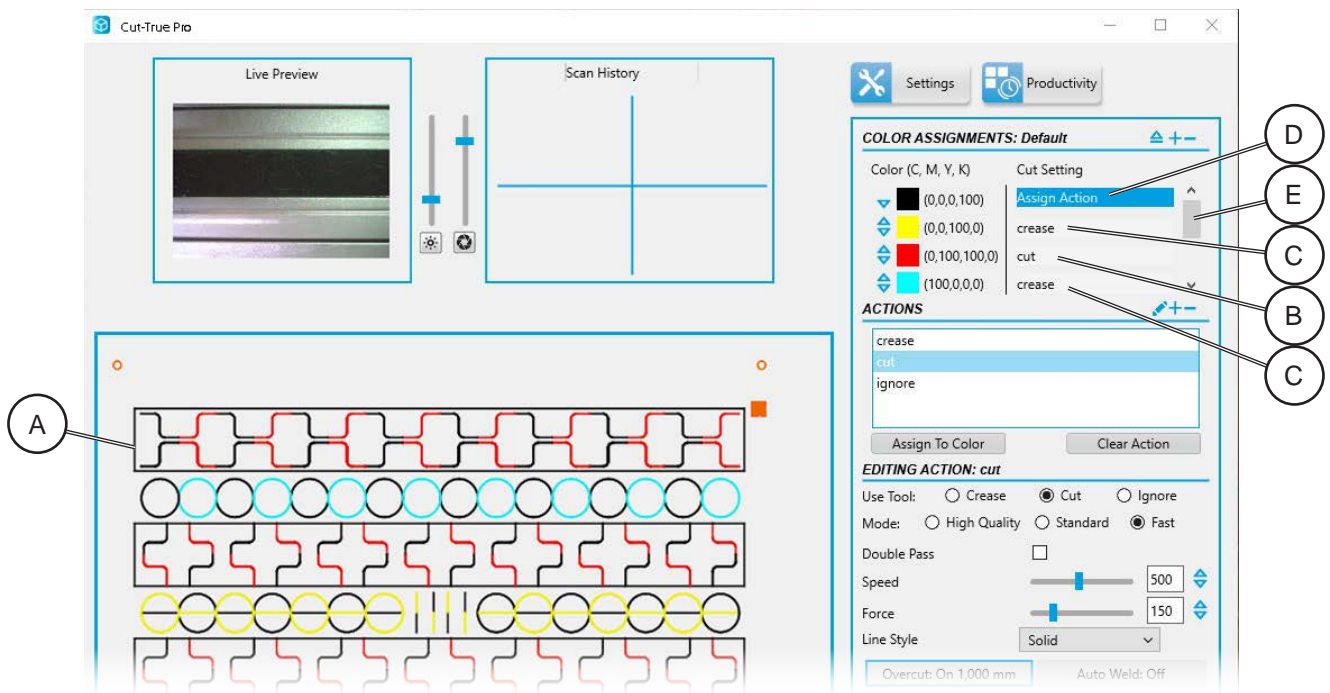 Cut-True Pro
Live Preview
Scan History
Settings
Productivity
COLOR ASSIGNMENTS: Default
Color (C, M, Y, K) Cut Setting
(0,0,0,100) Assign Action
(0,0,100,0) crease
(0,100,100,0) cut
(100,0,0,0) crease
ACTIONS
crease
cut
ignore
Assign To Color Clear Action
EDITING ACTION: cut
Use Tool: Crease Cut Ignore
Mode: High Quality Standard Fast
Double Pass
Speed 500
Force 150
Line Style Solid
Overcut: On 1,000 mm Auto Weld: Off
A
D
E
C
B
C